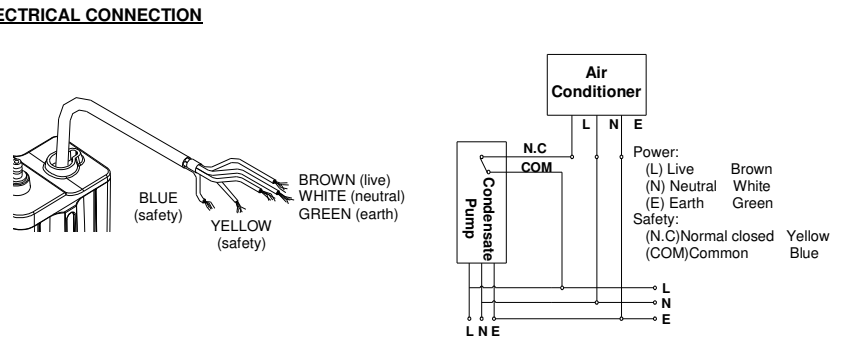 ECTRICAL CONNECTION
BROWN (live)
WHITE (neutral)
GREEN (earth)
BLUE
(safety)
YELLOW
(safety)
Air
Conditioner
L N E
N.C
COM
Condensate
Pump
Power:
(L) Live Brown
(N) Neutral White
(E) Earth Green
Safety:
(N.C)Normal closed Yellow
(COM)Common Blue
L
N
E
L N E